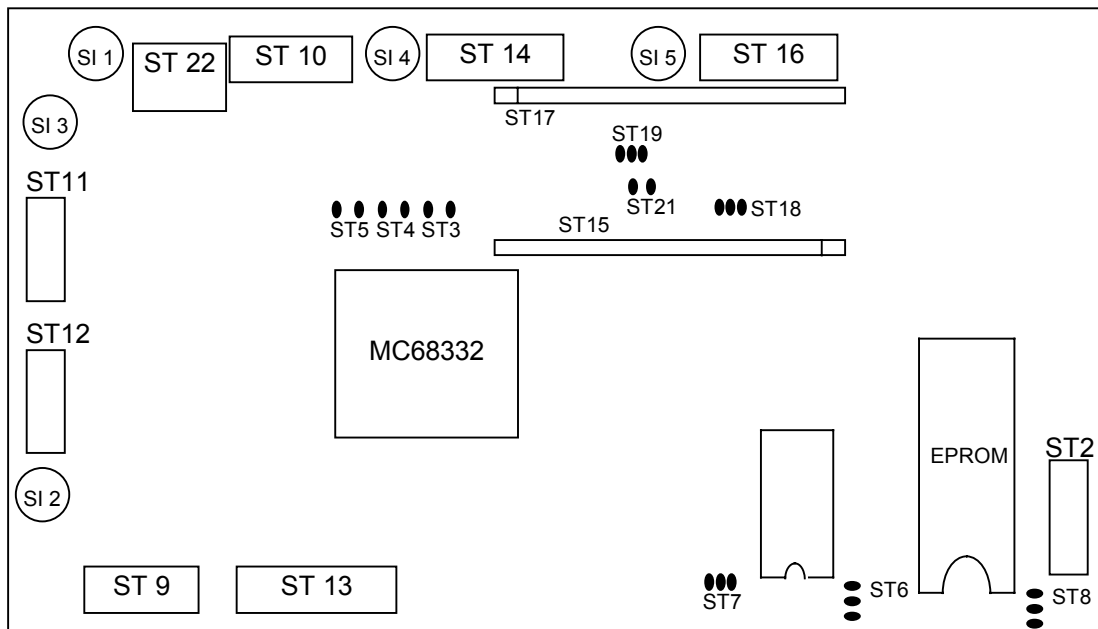 SI 1
ST 22
ST 10
SI 4
ST 14
SI 5
ST 16
SI 3
ST17
ST19
ST11
ST21
ST18
ST5
ST4
ST3
ST15
ST12
MC68332
EPROM
ST2
SI 2
ST 9
ST 13
ST7
ST6
ST8